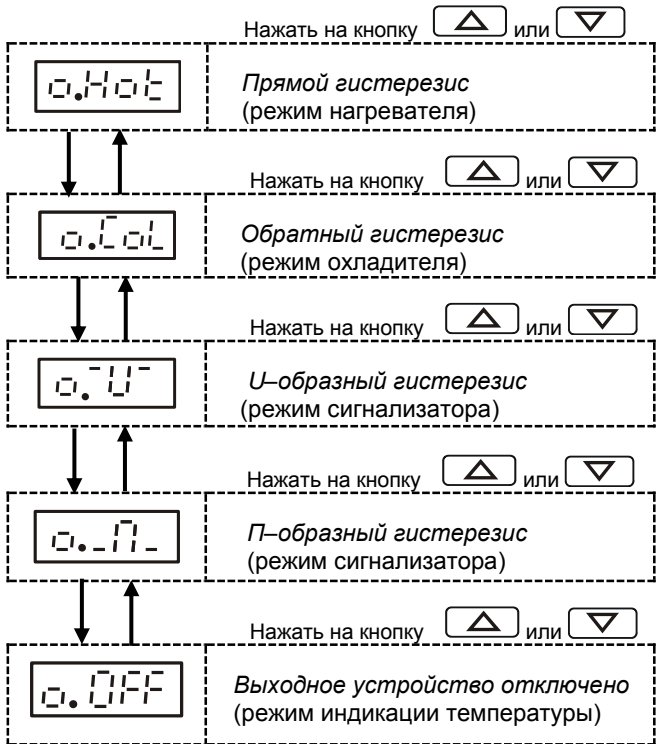 Нажать на кнопку или
o.Hot
Прямой гистерезис
(режим нагревателя)
Нажать на кнопку или
o.CoL
Обратный гистерезис
(режим охладителя)
Нажать на кнопку или
o.¯U¯
U–образный гистерезис
(режим сигнализатора)
Нажать на кнопку или
o._П_
П–образный гистерезис
(режим сигнализатора)
Нажать на кнопку или
o.OFF
Выходное устройство отключено
(режим индикации температуры)